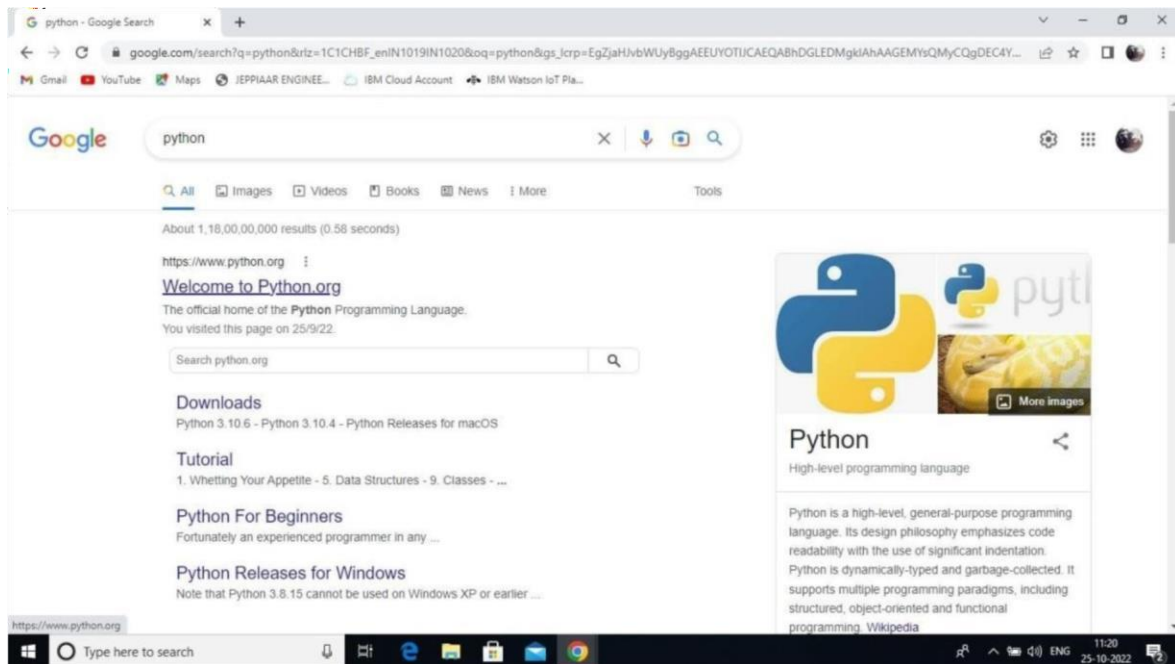 python - Google Search
google.com/search?q=python&rlz=1C1CHBF_enIN1019IN1020&oq=python&gs_lcrp=EgZjaHJvbWUyBggAEEUYOTIJCAEQABhDGLEDMgkIAhAAGEMYsQMyCQgDEC4Y...
Gmail YouTube Maps JEPPIAAR ENGINEE... IBM Cloud Account IBM Watson IoT Pla...
Google python
All Images Videos Books News More Tools
About 1,18,00,00,000 results (0.58 seconds)
https://www.python.org
Welcome to Python.org
The official home of the Python Programming Language.
You visited this page on 25/9/22.
Search python.org
Downloads
Python 3.10.6 - Python 3.10.4 - Python Releases for macOS
Tutorial
1. Whetting Your Appetite - 5. Data Structures - 9. Classes - ...
Python For Beginners
Fortunately an experienced programmer in any ...
Python Releases for Windows
Note that Python 3.8.15 cannot be used on Windows XP or earlier ...
pytl
More images
Python
High-level programming language
Python is a high-level, general-purpose programming
language. Its design philosophy emphasizes code
readability with the use of significant indentation.
Python is dynamically-typed and garbage-collected. It
supports multiple programming paradigms, including
structured, object-oriented and functional
programming. Wikipedia
https://www.python.org
Type here to search
ENG
11:20
25-10-2022